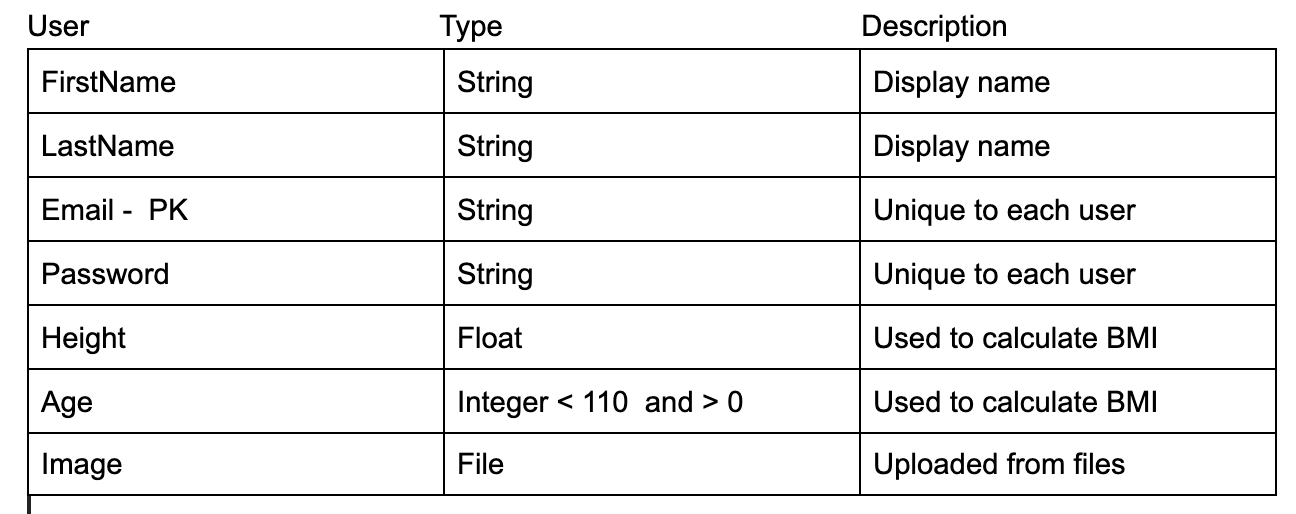 User Type Description
FirstName String Display name
LastName String Display name
Email - PK String Unique to each user
Password String Unique to each user
Height Float Used to calculate BMI
Age Integer < 110 and > 0 Used to calculate BMI
Image File Uploaded from files